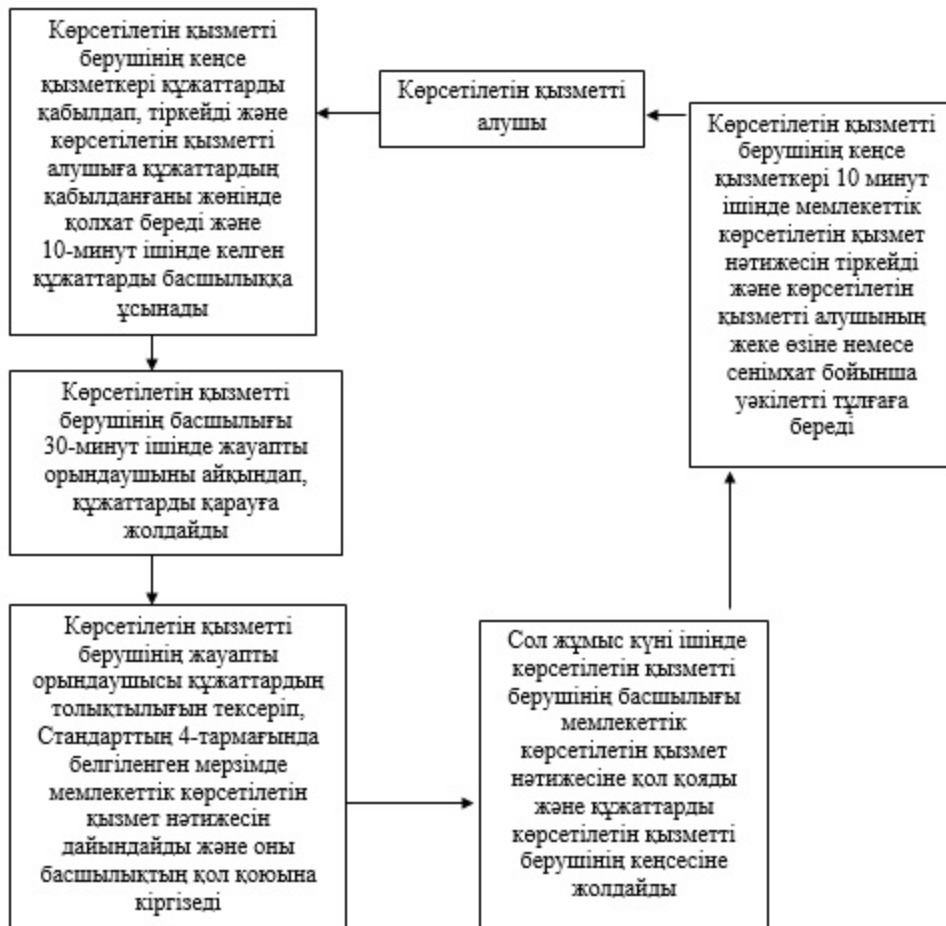 Көрсетілетін қызметті
берушінің кеңсе
қызметкері құжаттарды
қабылдап, тіркейді және
көрсетілетін қызметті
алушыға құжаттардың
қабылданғаны жөнінде
қолхат береді және
10-минут ішінде келген
құжаттарды басшылыққа
ұсынады
Көрсетілетін қызметті
алушы
Көрсетілетін қызметті
берушінің кеңсе
қызметкері 10 минут
ішінде мемлекеттік
көрсетілетін қызмет
нәтижесін тіркейді
және көрсетілетін
қызметті алушының
жеке өзіне немесе
сенімхат бойынша
уәкілетті тұлғаға
береді
Көрсетілетін қызметті
берушінің басшылығы
30-минут ішінде жауапты
орындаушыны айқындап,
құжаттарды қарауға
жолдайды
Көрсетілетін қызметті
берушінің жауапты
орындаушысы құжаттардың
толықтылығын тексеріп,
Стандарттың 4-тармағында
белгіленген мерзімде
мемлекеттік көрсетілетін
қызмет нәтижесін
дайындайды және оны
басшылықтың қол қоюына
кіргізеді
Сол жұмыс күні ішінде
көрсетілетін қызметті
берушінің басшылығы
мемлекеттік
көрсетілетін қызмет
нәтижесіне қол қояды
және құжаттарды
көрсетілетін қызметті
берушінің кеңсесіне
жолдайды